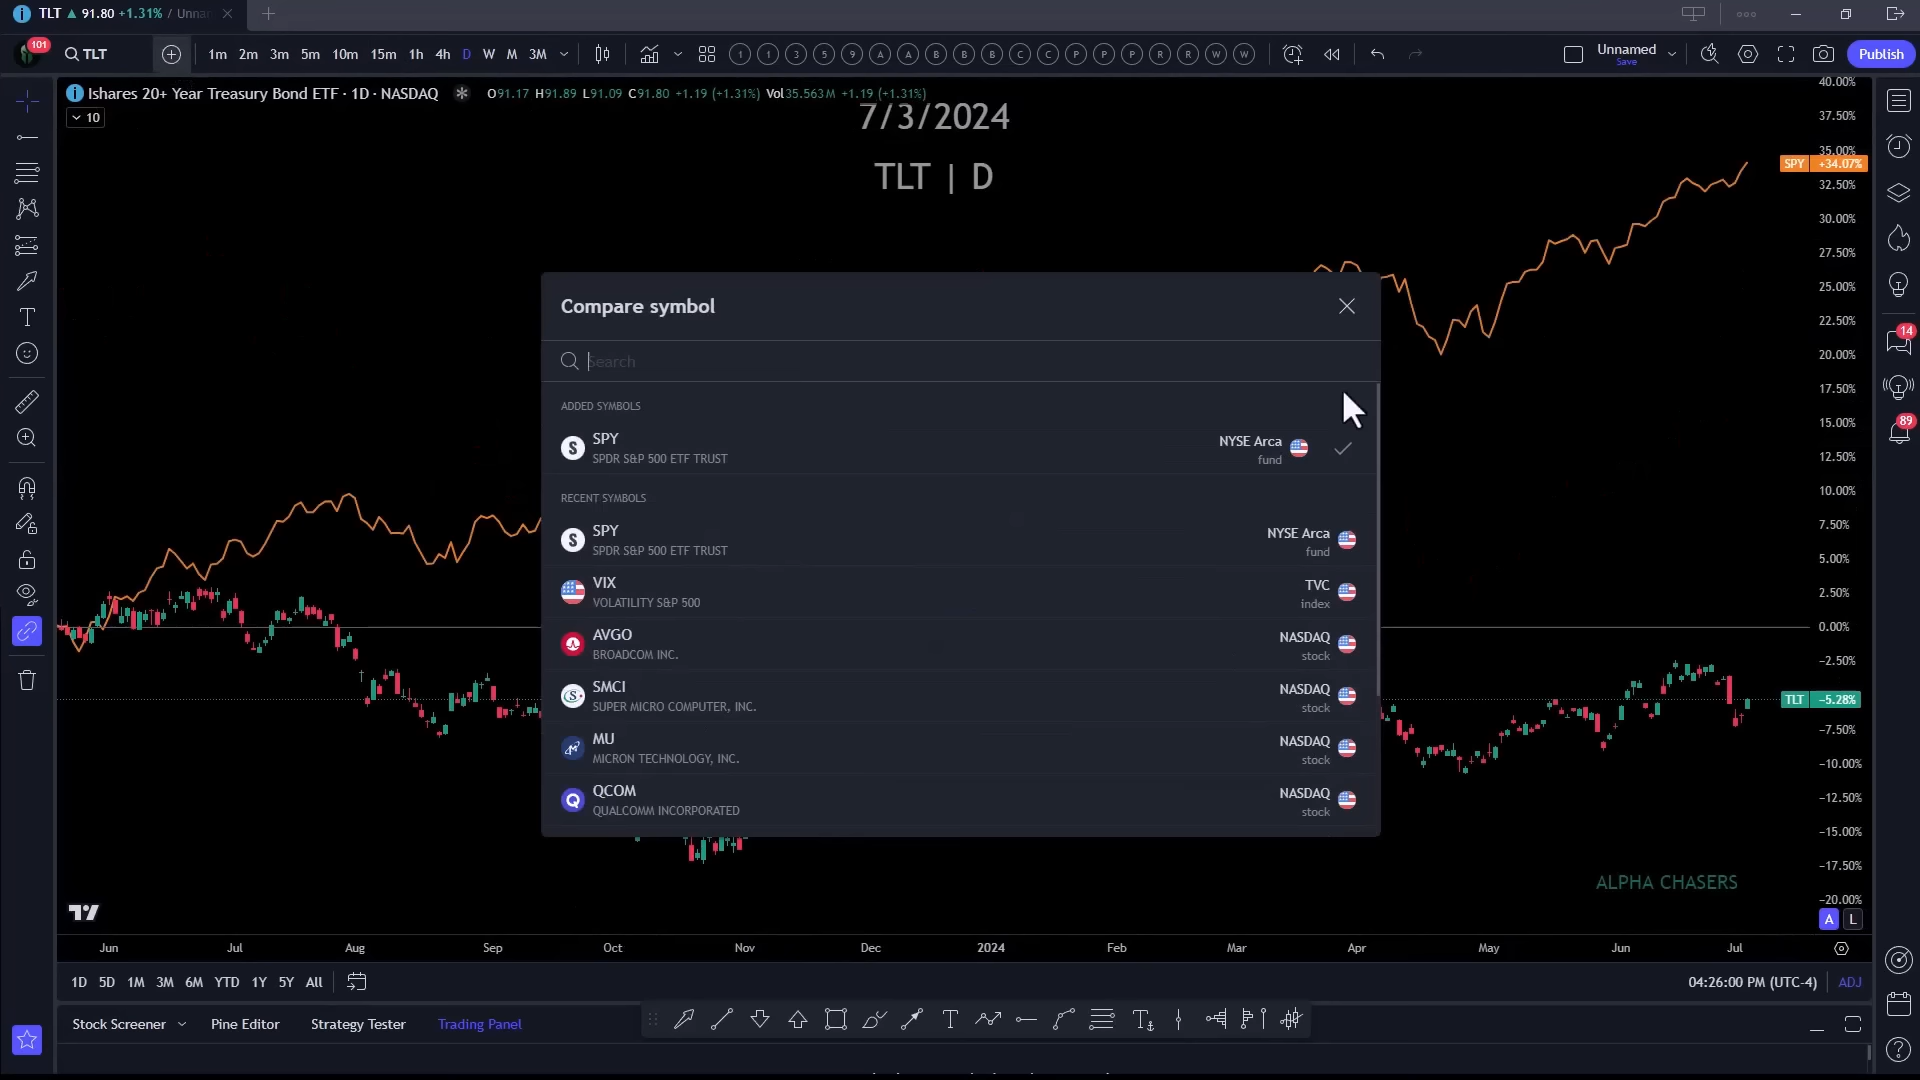 TLT ▲ 91.80 +1.31% / Unnar
101
TLT
1m 2m 3m 5m 10m 15m 1h 4h D W M 3M
1 1 3 5 9 A A B B B C C P P P R R W W
Unnamed
Save
Publish
Ishares 20+ Year Treasury Bond ETF · 1D · NASDAQ
O91.17 H91.89 L91.09 C91.80 +1.19 (+1.31%) Vol35.563M +1.19 (+1.31%)
10
7/3/2024
TLT | D
40.00%
37.50%
35.00%
SPY +34.07%
32.50%
30.00%
27.50%
25.00%
22.50%
20.00%
17.50%
15.00%
12.50%
10.00%
7.50%
5.00%
2.50%
0.00%
−2.50%
TLT −5.28%
−7.50%
−10.00%
−12.50%
−15.00%
−17.50%
−20.00%
A L
14
89
Compare symbol
Search
ADDED SYMBOLS
SPY
SPDR S&P 500 ETF TRUST
NYSE Arca
fund
RECENT SYMBOLS
SPY
SPDR S&P 500 ETF TRUST
NYSE Arca
fund
VIX
VOLATILITY S&P 500
TVC
index
AVGO
BROADCOM INC.
NASDAQ
stock
SMCI
SUPER MICRO COMPUTER, INC.
NASDAQ
stock
MU
MICRON TECHNOLOGY, INC.
NASDAQ
stock
QCOM
QUALCOMM INCORPORATED
NASDAQ
stock
ALPHA CHASERS
Jun Jul Aug Sep Oct Nov Dec 2024 Feb Mar Apr May Jun Jul
1D 5D 1M 3M 6M YTD 1Y 5Y All
04:26:00 PM (UTC-4) ADJ
Stock Screener Pine Editor Strategy Tester Trading Panel